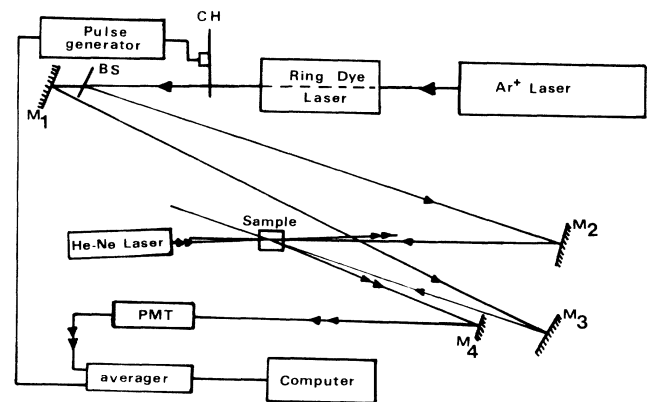 CH
Pulse
generator
BS
Ring Dye
Laser
Ar⁺ Laser
M₁
Sample
He-Ne Laser
M₂
PMT
M₃
M₄
averager
Computer